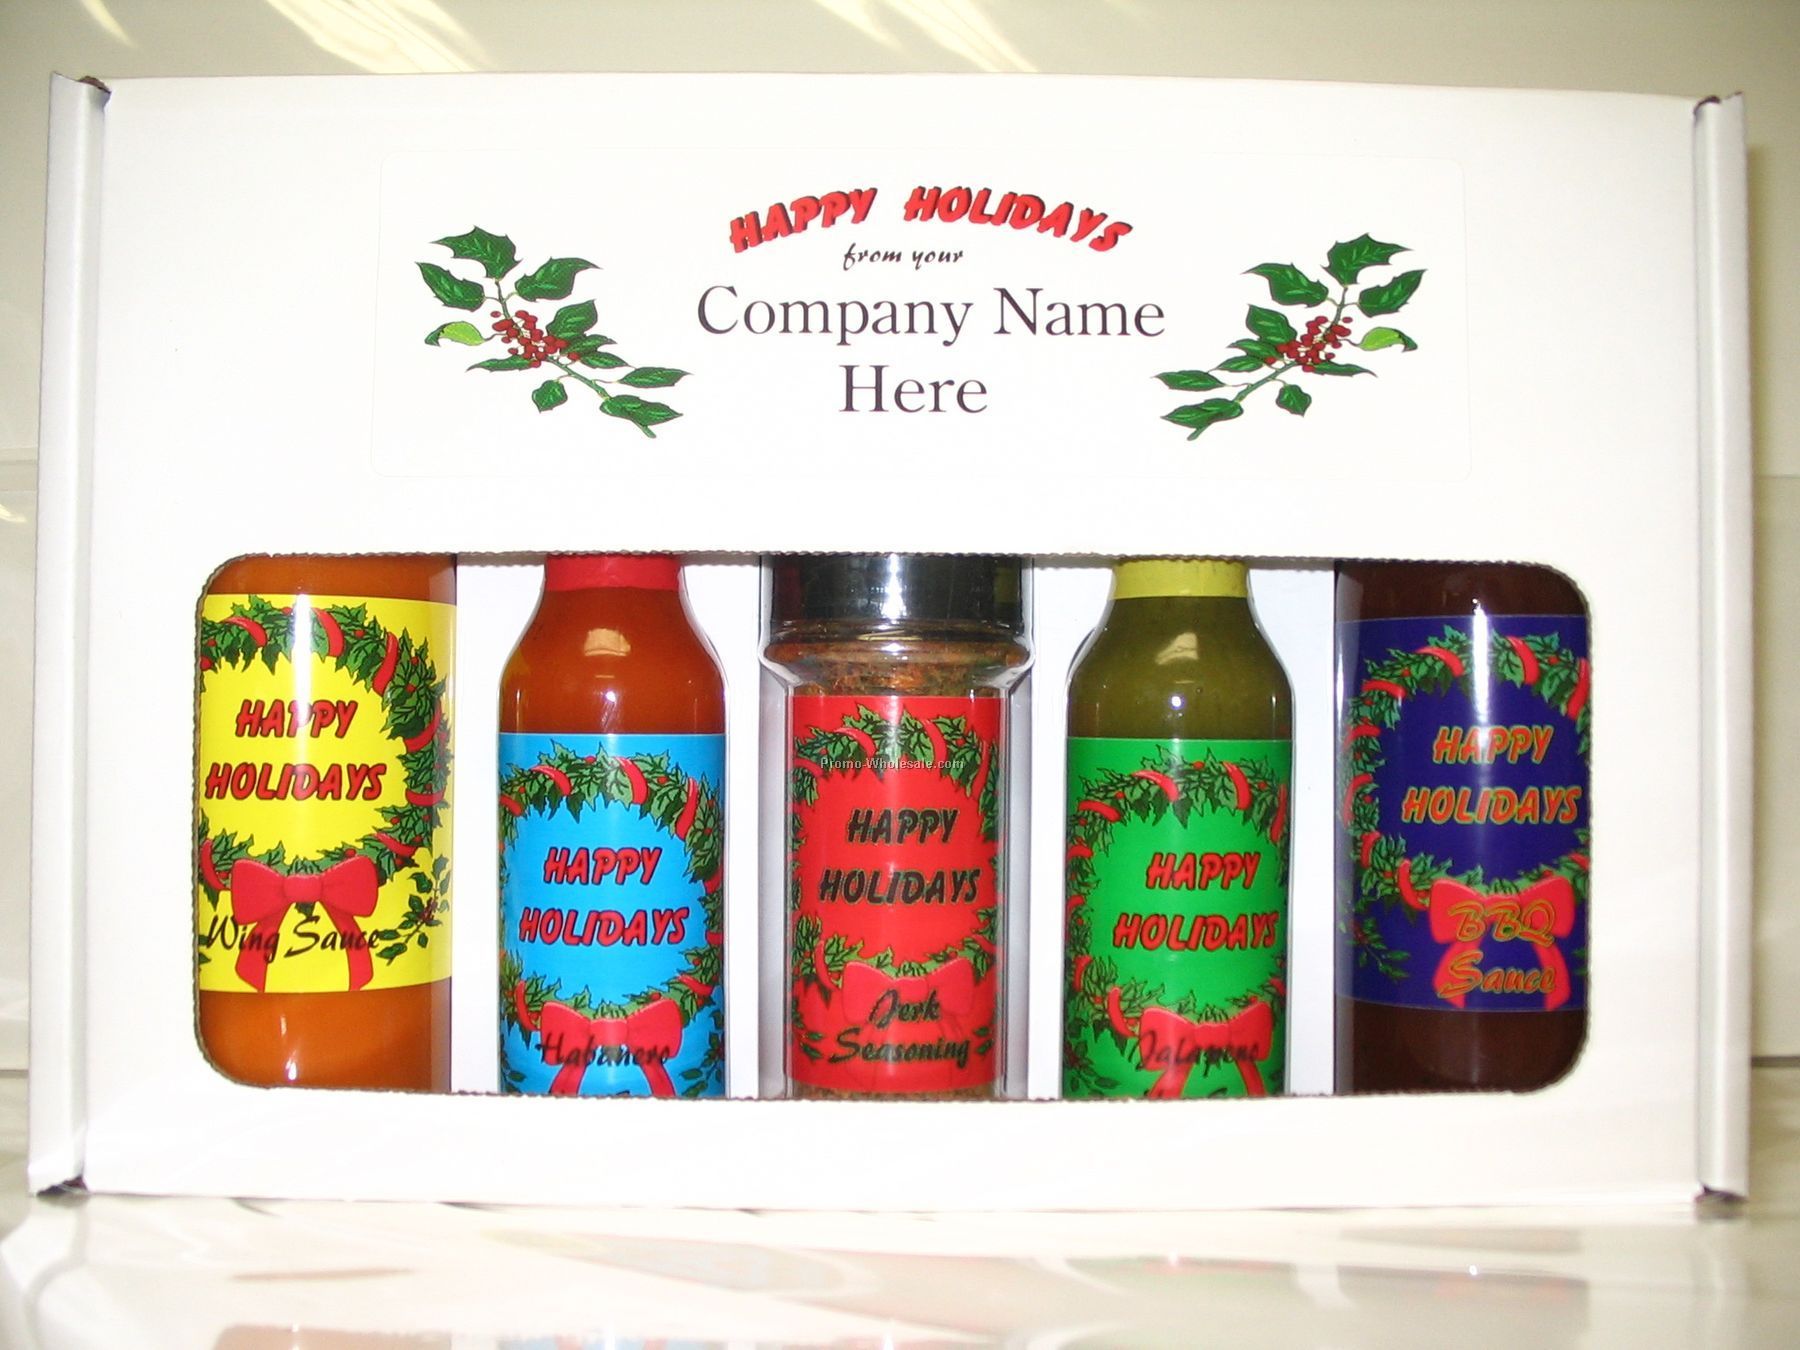 HAPPY HOLIDAYS
from your
Company Name
Here
HAPPY
HOLIDAYS
Wing Sauce
HAPPY
HOLIDAYS
Habanero
Promo-Wholesale.com
HAPPY
HOLIDAYS
Jerk
Seasoning
HAPPY
HOLIDAYS
Jalapeno
HAPPY
HOLIDAYS
BBQ
Sauce